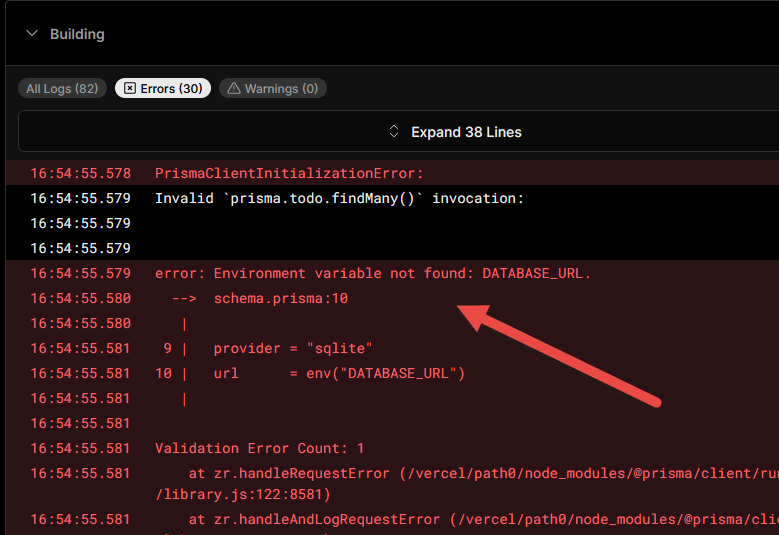 Building
All Logs (82) Errors (30) Warnings (0)
Expand 38 Lines
16:54:55.578 PrismaClientInitializationError:
16:54:55.579 Invalid `prisma.todo.findMany()` invocation:
16:54:55.579
16:54:55.579
16:54:55.579 error: Environment variable not found: DATABASE_URL.
16:54:55.580 --> schema.prisma:10
16:54:55.580 |
16:54:55.581 9 | provider = "sqlite"
16:54:55.581 10 | url = env("DATABASE_URL")
16:54:55.581 |
16:54:55.581
16:54:55.581 Validation Error Count: 1
16:54:55.581 at zr.handleRequestError (/vercel/path0/node_modules/@prisma/client/run
/library.js:122:8581)
16:54:55.581 at zr.handleAndLogRequestError (/vercel/path0/node_modules/@prisma/clie